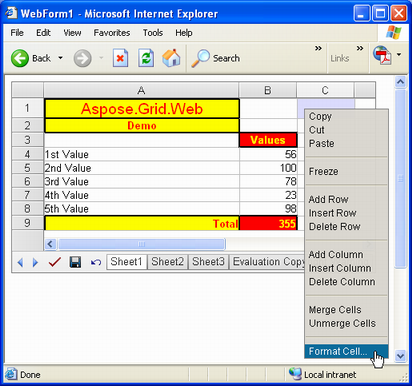 WebForm1 - Microsoft Internet Explorer
File Edit View Favorites Tools Help
Back Search Links
A B C
1 Aspose.Grid.Web
2 Demo
3 Values
4 1st Value 56
5 2nd Value 100
6 3rd Value 78
7 4th Value 23
8 5th Value 98
9 Total 355
Copy
Cut
Paste
Freeze
Add Row
Insert Row
Delete Row
Add Column
Insert Column
Delete Column
Merge Cells
Unmerge Cells
Format Cell...
Sheet1 Sheet2 Sheet3 Evaluation Copy
Done Local intranet